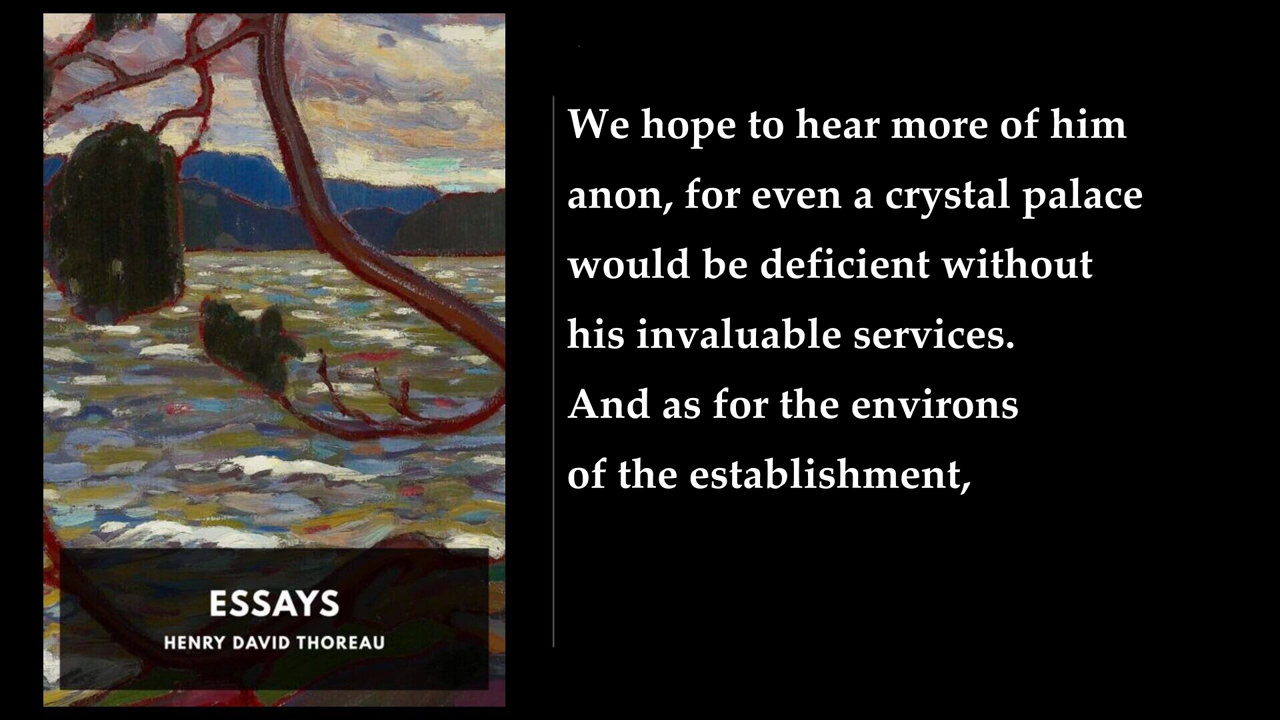 ESSAYS
HENRY DAVID THOREAU
We hope to hear more of him
anon, for even a crystal palace
would be deficient without
his invaluable services.
And as for the environs
of the establishment,